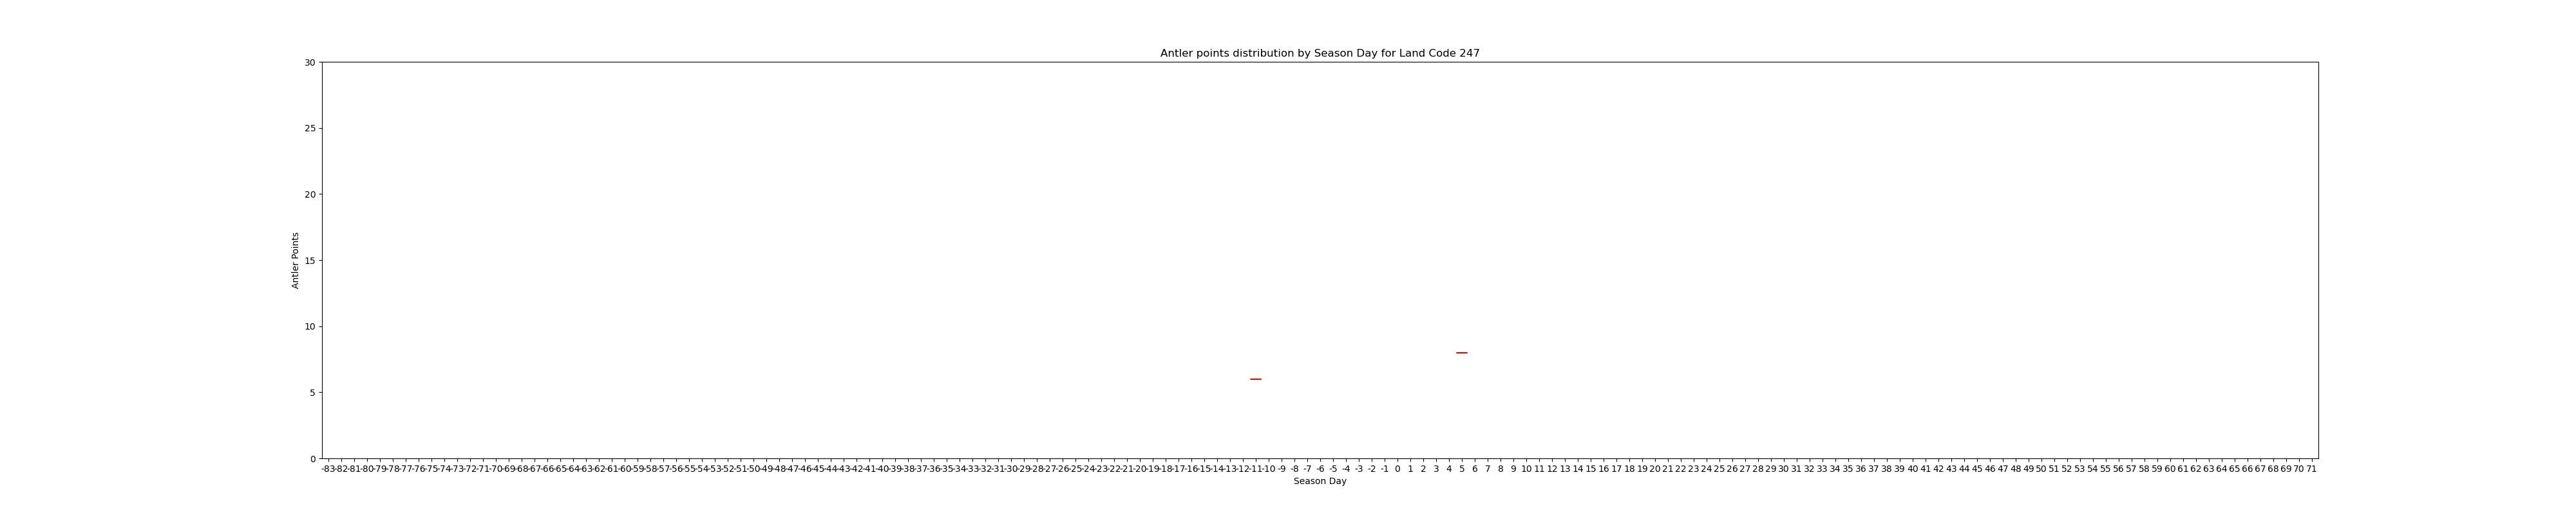 Antler points distribution by Season Day for Land Code 247
30
25
20
15
10
5
0
Antler Points
-83-82-81-80-79-78-77-76-75-74-73-72-71-70-69-68-67-66-65-64-63-62-61-60-59-58-57-56-55-54-53-52-51-50-49-48-47-46-45-44-43-42-41-40-39-38-37-36-35-34-33-32-31-30-29-28-27-26-25-24-23-22-21-20-19-18-17-16-15-14-13-12-11-10 -9 -8 -7 -6 -5 -4 -3 -2 -1 0 1 2 3 4 5 6 7 8 9 10 11 12 13 14 15 16 17 18 19 20 21 22 23 24 25 26 27 28 29 30 31 32 33 34 35 36 37 38 39 40 41 42 43 44 45 46 47 48 49 50 51 52 53 54 55 56 57 58 59 60 61 62 63 64 65 66 67 68 69 70 71
Season Day